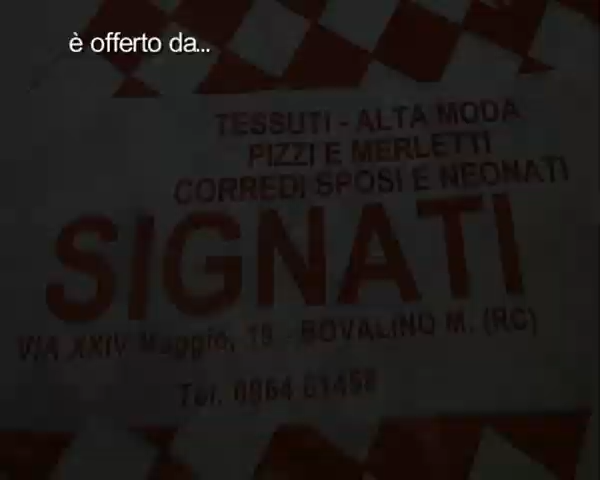 è offerto da...
TESSUTI - ALTA MODA
PIZZI E MERLETTI
CORREDI SPOSI E NEONATI
SIGNATI
VIA XXIV Maggio, 19 - BOVALINO M. (RC)
Tel. 0964 61458